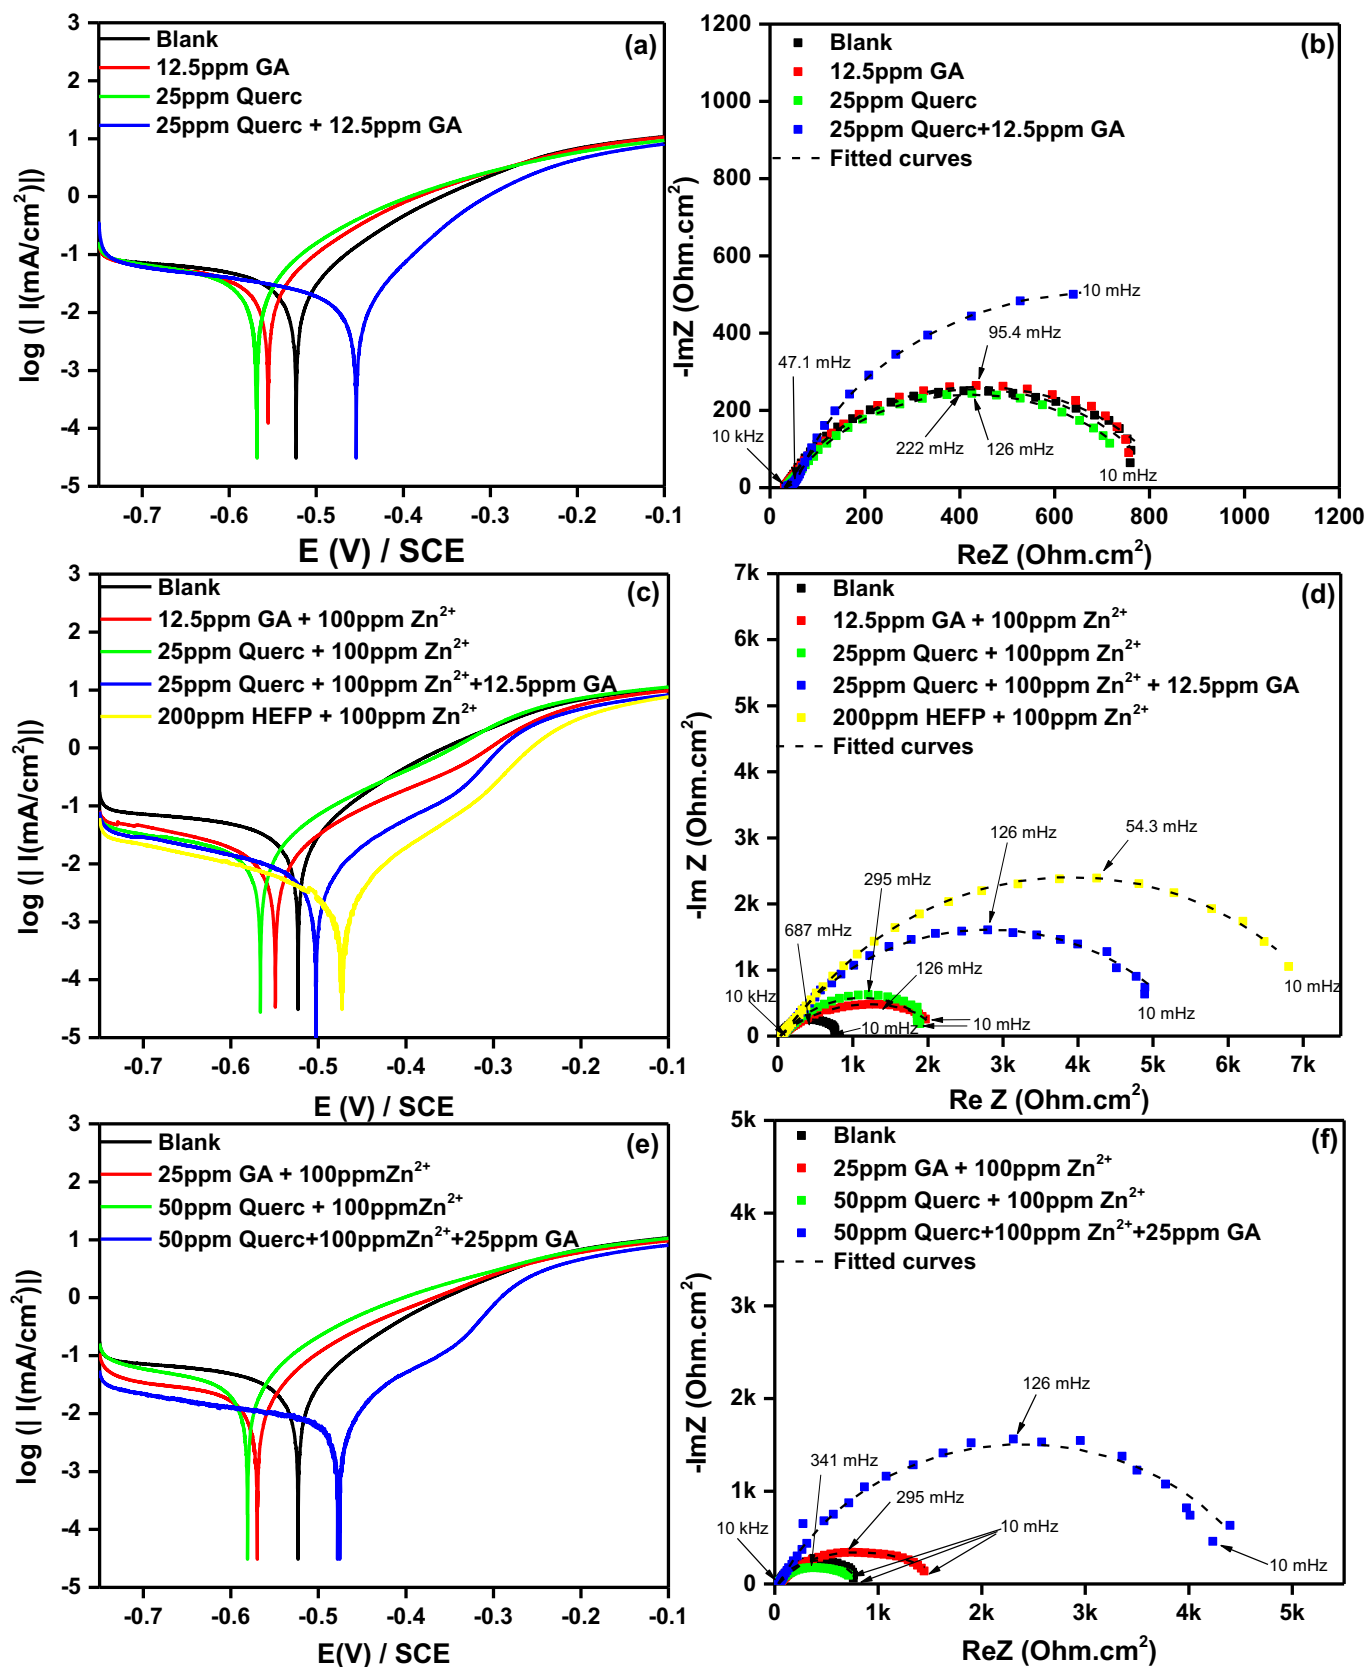 (a)
Blank
12.5ppm GA
25ppm Querc
25ppm Querc + 12.5ppm GA
3
2
1
0
-1
-2
-3
-4
-5
log (| I(mA/cm²)|)
-0.7 -0.6 -0.5 -0.4 -0.3 -0.2 -0.1
E (V) / SCE
(b)
Blank
12.5ppm GA
25ppm Querc
25ppm Querc+12.5ppm GA
Fitted curves
1200
1000
800
600
400
200
0
-ImZ (Ohm.cm²)
10 mHz
95.4 mHz
47.1 mHz
10 kHz
222 mHz
126 mHz
10 mHz
0 200 400 600 800 1000 1200
ReZ (Ohm.cm²)
(c)
Blank
12.5ppm GA + 100ppm Zn²⁺
25ppm Querc + 100ppm Zn²⁺
25ppm Querc + 100ppm Zn²⁺+12.5ppm GA
200ppm HEFP + 100ppm Zn²⁺
3
2
1
0
-1
-2
-3
-4
-5
log (| I(mA/cm²)|)
-0.7 -0.6 -0.5 -0.4 -0.3 -0.2 -0.1
E (V) / SCE
(d)
Blank
12.5ppm GA + 100ppm Zn²⁺
25ppm Querc + 100ppm Zn²⁺
25ppm Querc + 100ppm Zn²⁺ + 12.5ppm GA
200ppm HEFP + 100ppm Zn²⁺
Fitted curves
7k
6k
5k
4k
3k
2k
1k
0
-Im Z (Ohm.cm²)
126 mHz
54.3 mHz
295 mHz
687 mHz
126 mHz
10 kHz
10 mHz
10 mHz
10 mHz
10 mHz
0 1k 2k 3k 4k 5k 6k 7k
Re Z (Ohm.cm²)
(e)
Blank
25ppm GA + 100ppmZn²⁺
50ppm Querc + 100ppmZn²⁺
50ppm Querc+100ppmZn²⁺+25ppm GA
3
2
1
0
-1
-2
-3
-4
-5
log (| I(mA/cm²)|)
-0.7 -0.6 -0.5 -0.4 -0.3 -0.2 -0.1
E(V) / SCE
(f)
Blank
25ppm GA + 100ppm Zn²⁺
50ppm Querc + 100ppm Zn²⁺
50ppm Querc+100ppm Zn²⁺+25ppm GA
Fitted curves
5k
4k
3k
2k
1k
0
-ImZ (Ohm.cm²)
126 mHz
341 mHz
295 mHz
10 kHz
10 mHz
10 mHz
0 1k 2k 3k 4k 5k
ReZ (Ohm.cm²)